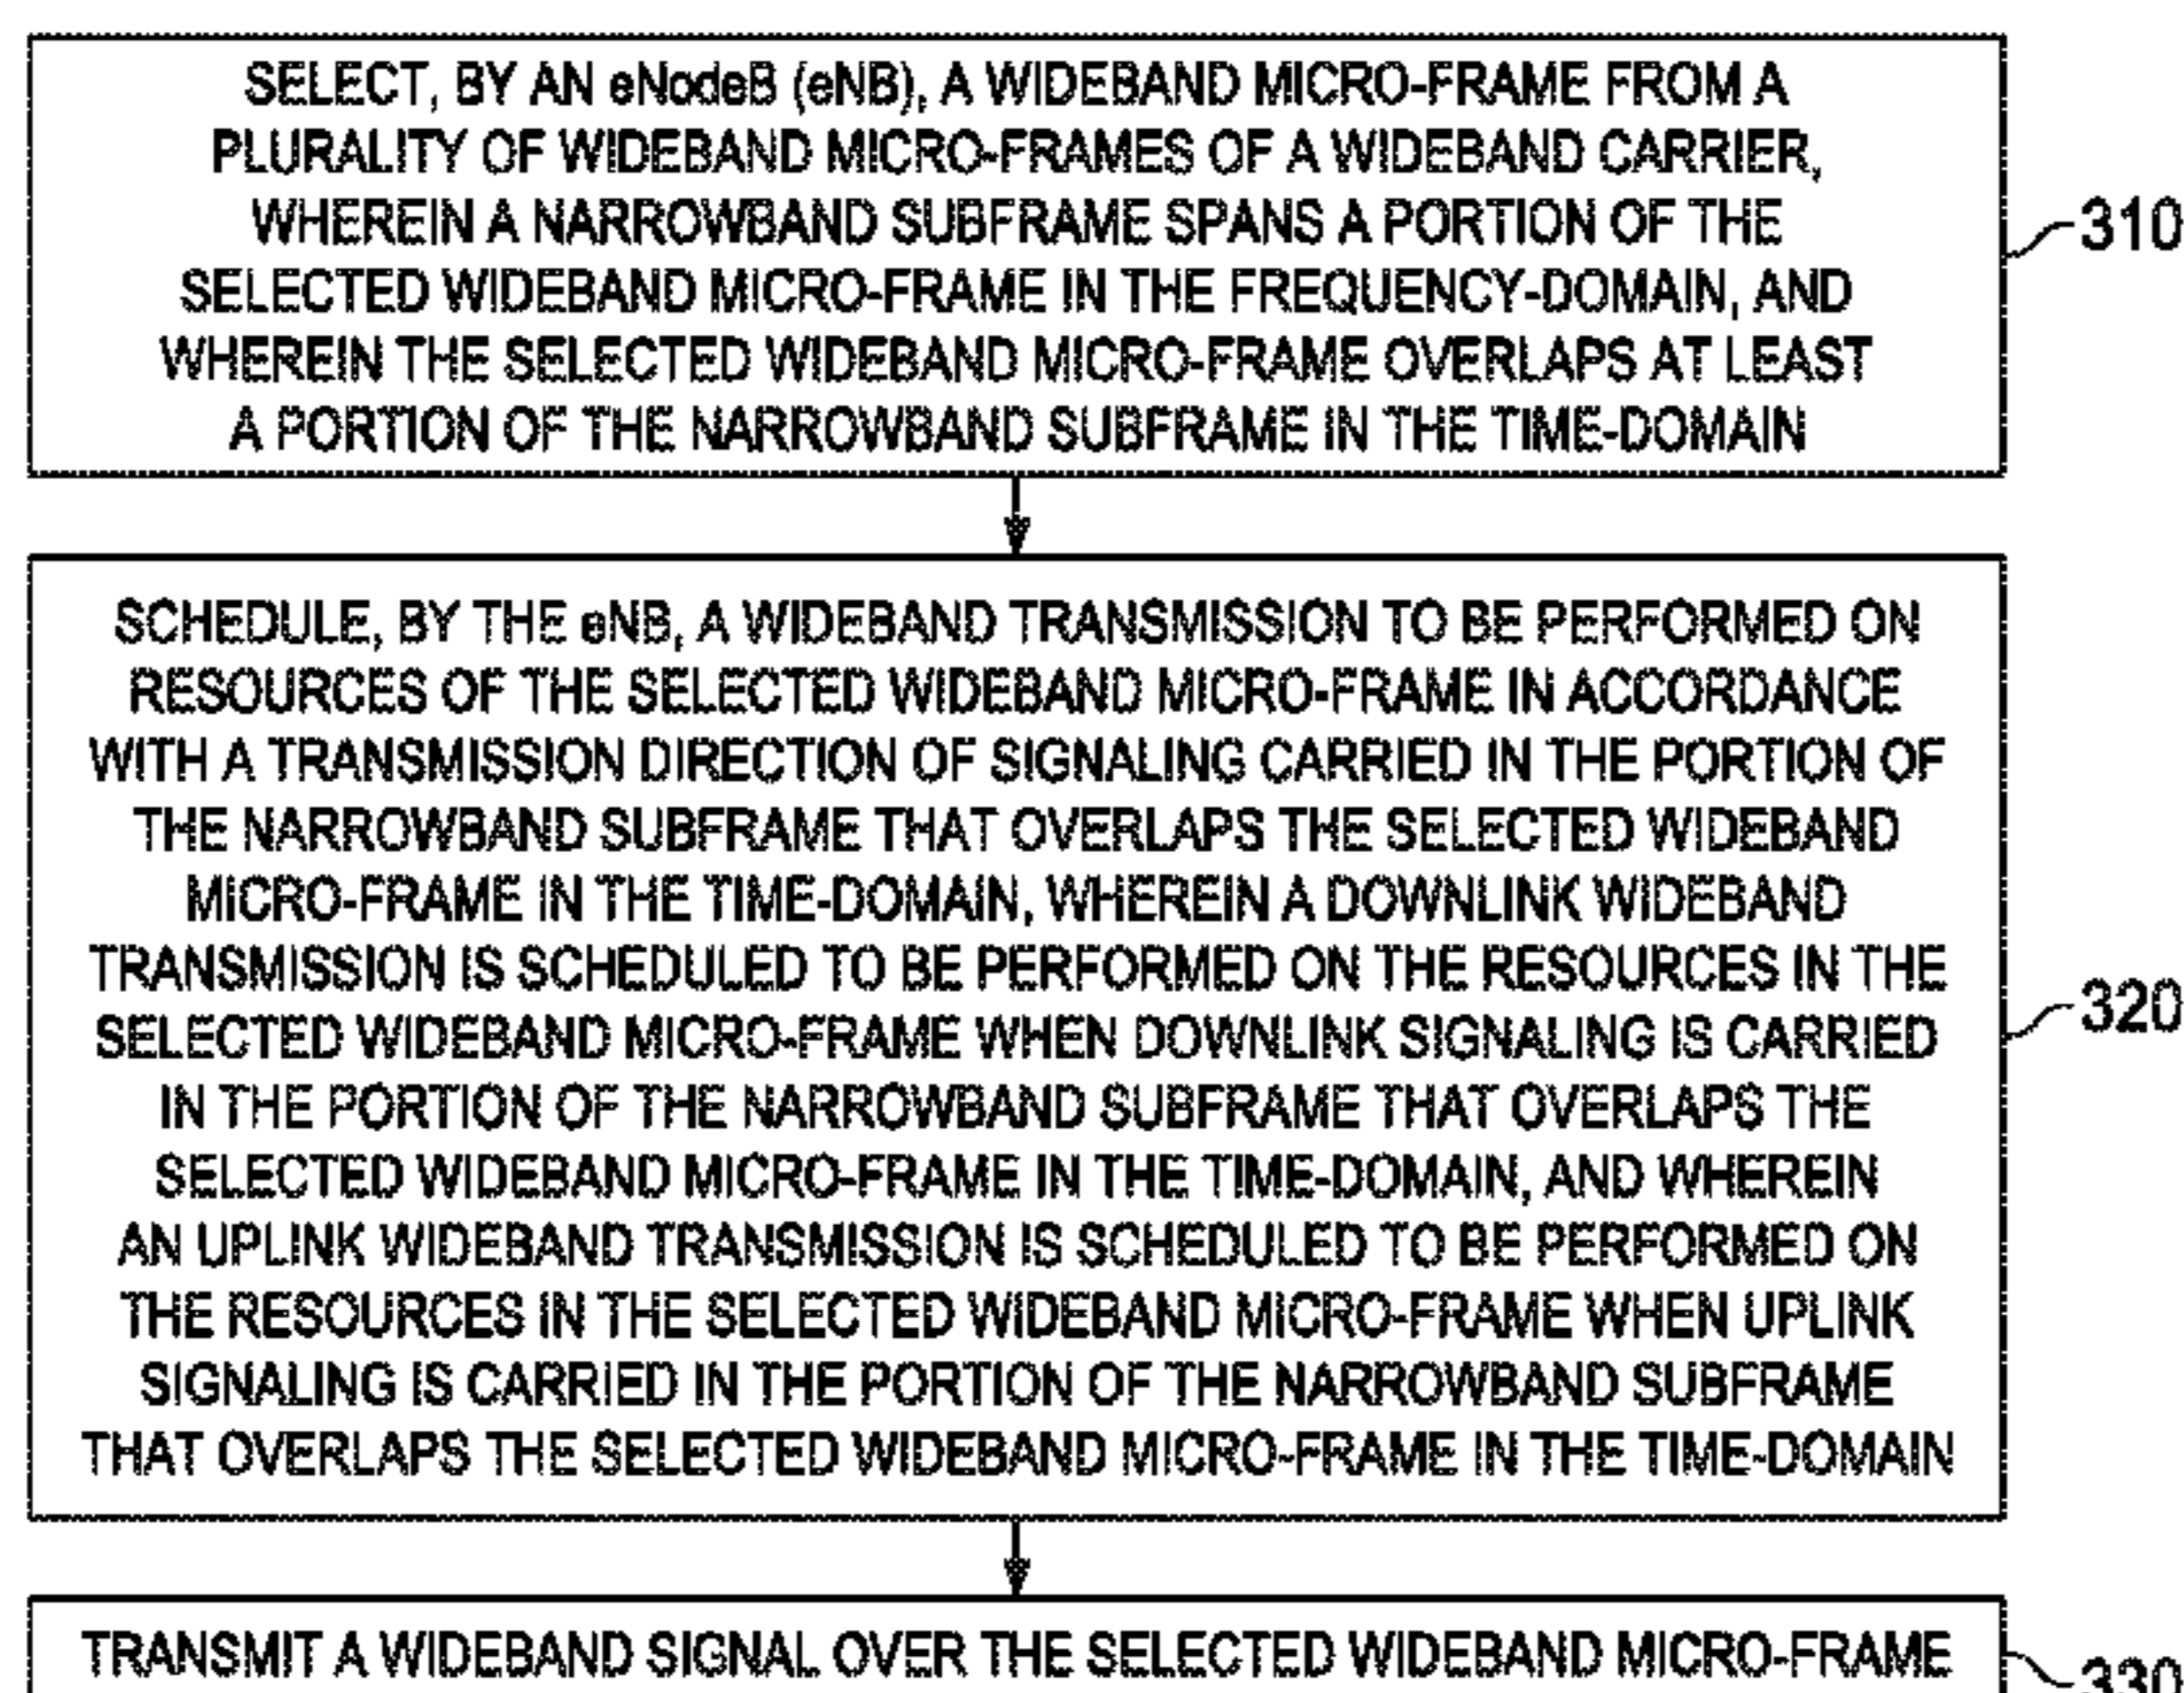 SELECT, BY AN eNodeB (eNB), A WIDEBAND MICRO-FRAME FROM A
PLURALITY OF WIDEBAND MICRO-FRAMES OF A WIDEBAND CARRIER,
WHEREIN A NARROWBAND SUBFRAME SPANS A PORTION OF THE
SELECTED WIDEBAND MICRO-FRAME IN THE FREQUENCY-DOMAIN, AND
WHEREIN THE SELECTED WIDEBAND MICRO-FRAME OVERLAPS AT LEAST
A PORTION OF THE NARROWBAND SUBFRAME IN THE TIME-DOMAIN
310
SCHEDULE, BY THE eNB, A WIDEBAND TRANSMISSION TO BE PERFORMED ON
RESOURCES OF THE SELECTED WIDEBAND MICRO-FRAME IN ACCORDANCE
WITH A TRANSMISSION DIRECTION OF SIGNALING CARRIED IN THE PORTION OF
THE NARROWBAND SUBFRAME THAT OVERLAPS THE SELECTED WIDEBAND
MICRO-FRAME IN THE TIME-DOMAIN, WHEREIN A DOWNLINK WIDEBAND
TRANSMISSION IS SCHEDULED TO BE PERFORMED ON THE RESOURCES IN THE
SELECTED WIDEBAND MICRO-FRAME WHEN DOWNLINK SIGNALING IS CARRIED
IN THE PORTION OF THE NARROWBAND SUBFRAME THAT OVERLAPS THE
SELECTED WIDEBAND MICRO-FRAME IN THE TIME-DOMAIN, AND WHEREIN
AN UPLINK WIDEBAND TRANSMISSION IS SCHEDULED TO BE PERFORMED ON
THE RESOURCES IN THE SELECTED WIDEBAND MICRO-FRAME WHEN UPLINK
SIGNALING IS CARRIED IN THE PORTION OF THE NARROWBAND SUBFRAME
THAT OVERLAPS THE SELECTED WIDEBAND MICRO-FRAME IN THE TIME-DOMAIN
320
TRANSMIT A WIDEBAND SIGNAL OVER THE SELECTED WIDEBAND MICRO-FRAME
330